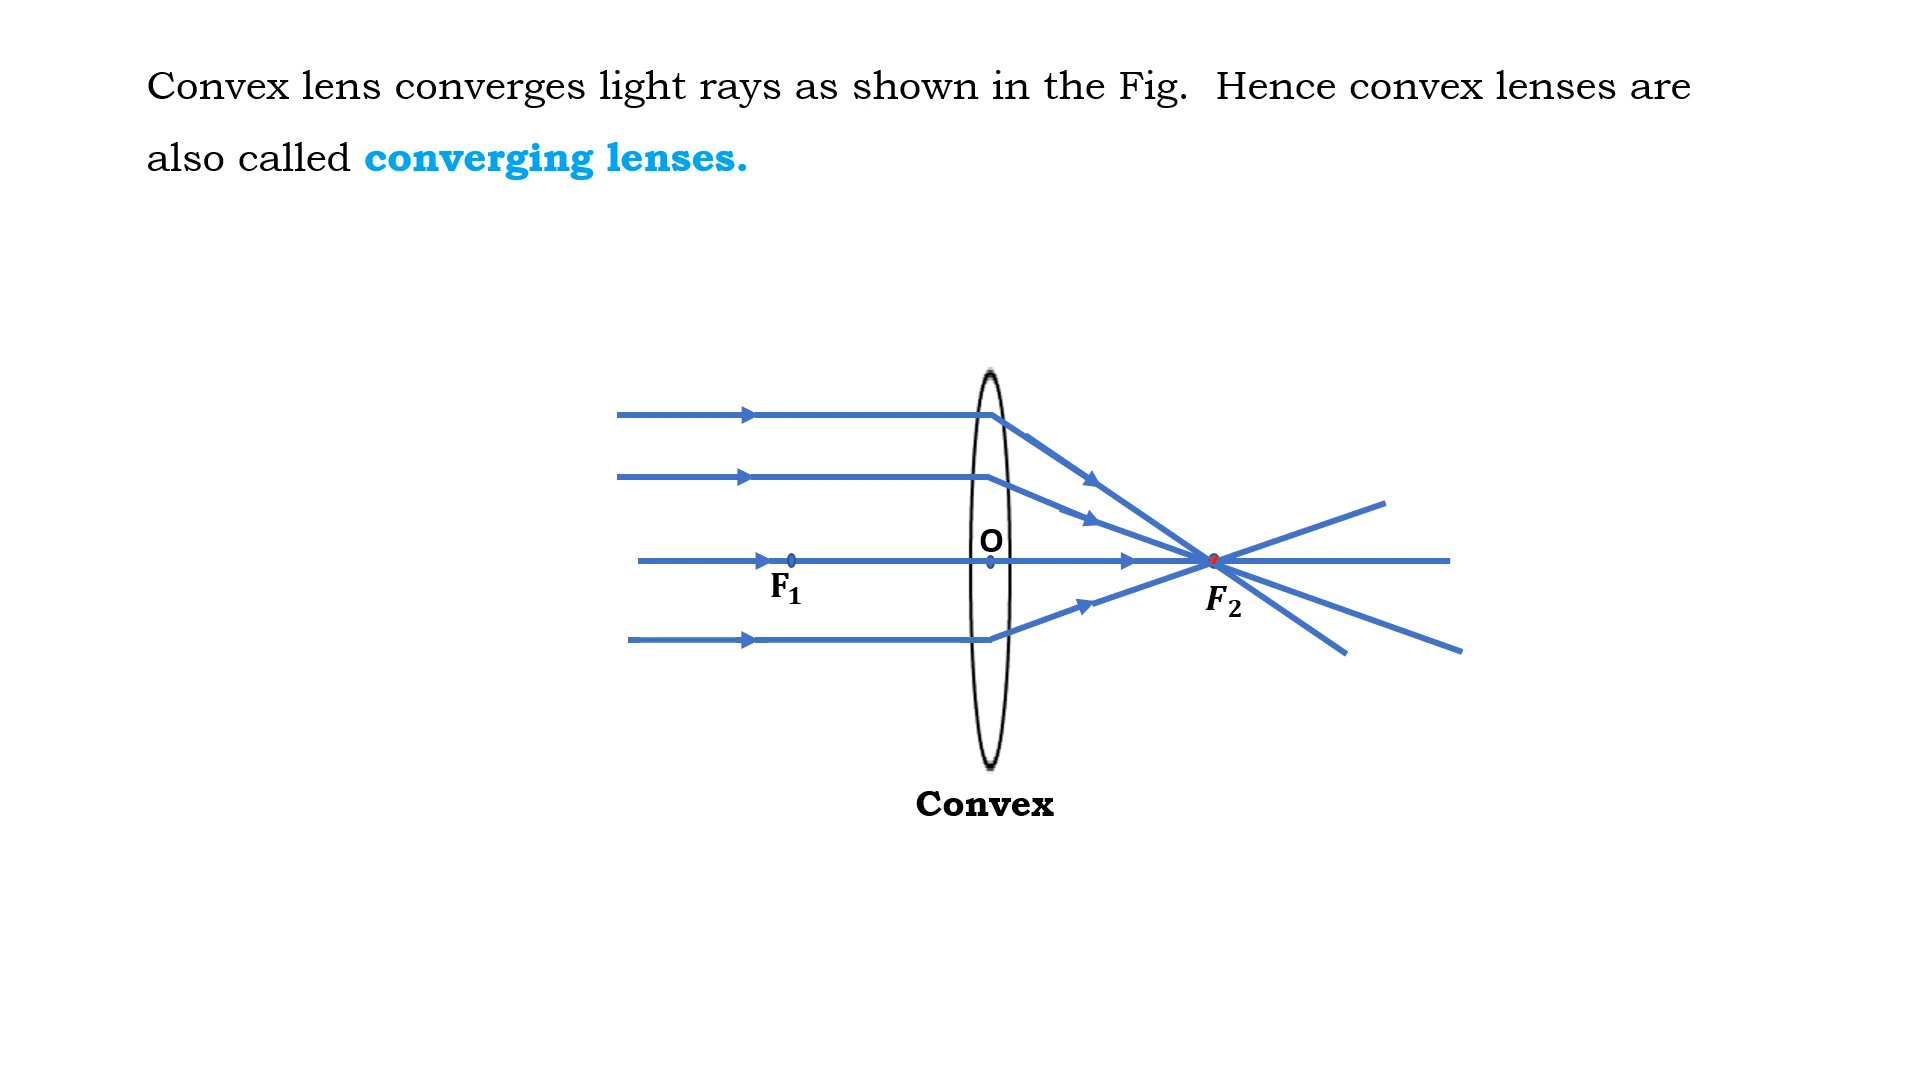 Convex lens converges light rays as shown in the Fig.  Hence convex lenses are
also called converging lenses.
O
F₁
F₂
Convex